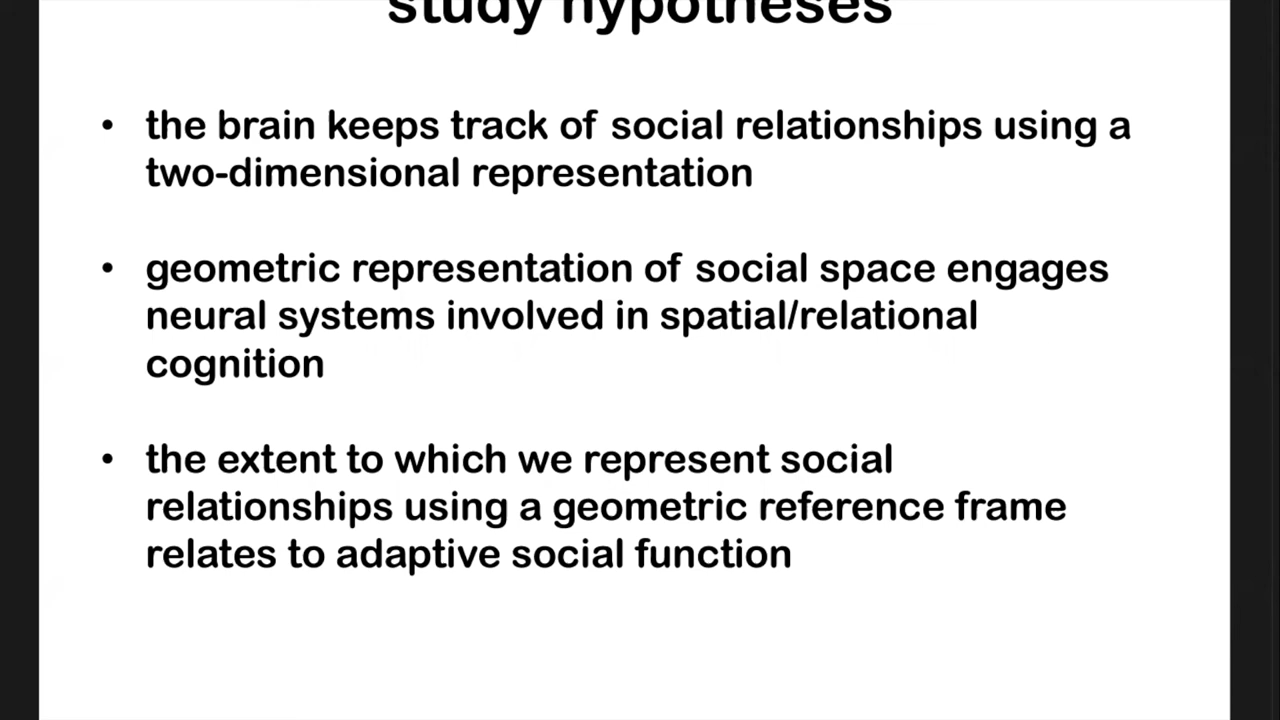 study hypotheses
• the brain keeps track of social relationships using a
two-dimensional representation
• geometric representation of social space engages
neural systems involved in spatial/relational
cognition
• the extent to which we represent social
relationships using a geometric reference frame
relates to adaptive social function